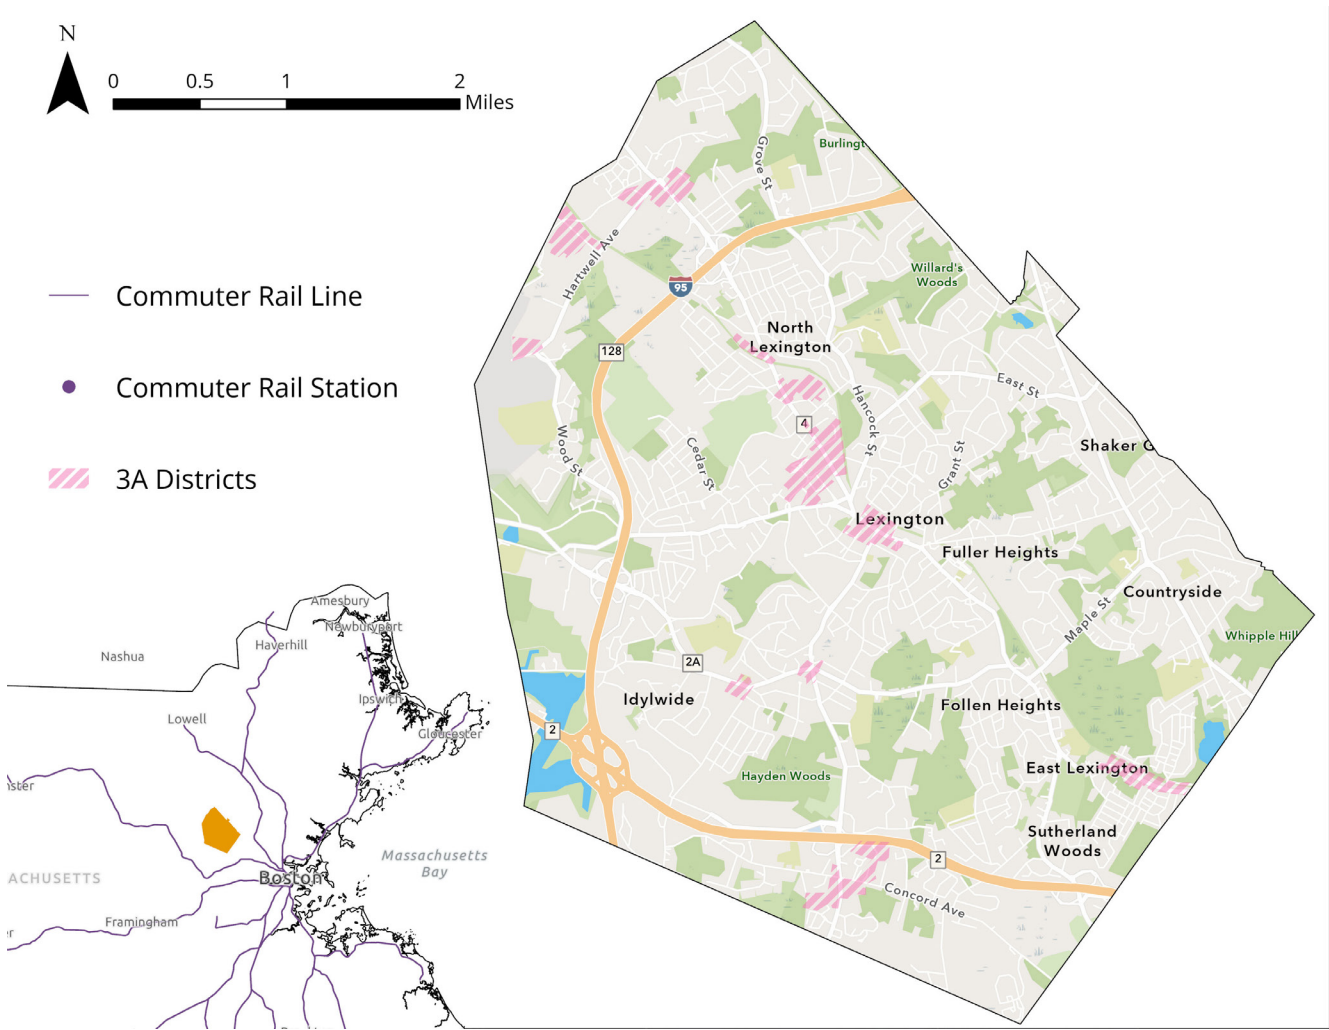 N
0 0.5 1 2
Miles
Commuter Rail Line
Commuter Rail Station
3A Districts
Burlingt
Grove St
Hartwell Ave
Willard's
Woods
95
North
Lexington
128
East St
Hancock St
4
Shaker G
Wood St
Cedar St
Grant St
Lexington
Fuller Heights
Countryside
Maple St
Whipple Hil
2A
Idylwide
Follen Heights
2
East Lexington
Hayden Woods
Sutherland
Woods
2
Concord Ave
Amesbury
Newburyport
Haverhill
Nashua
Ipswich
Lowell
Gloucester
ster
Massachusetts
Bay
ACHUSETTS
Boston
Framingham
er